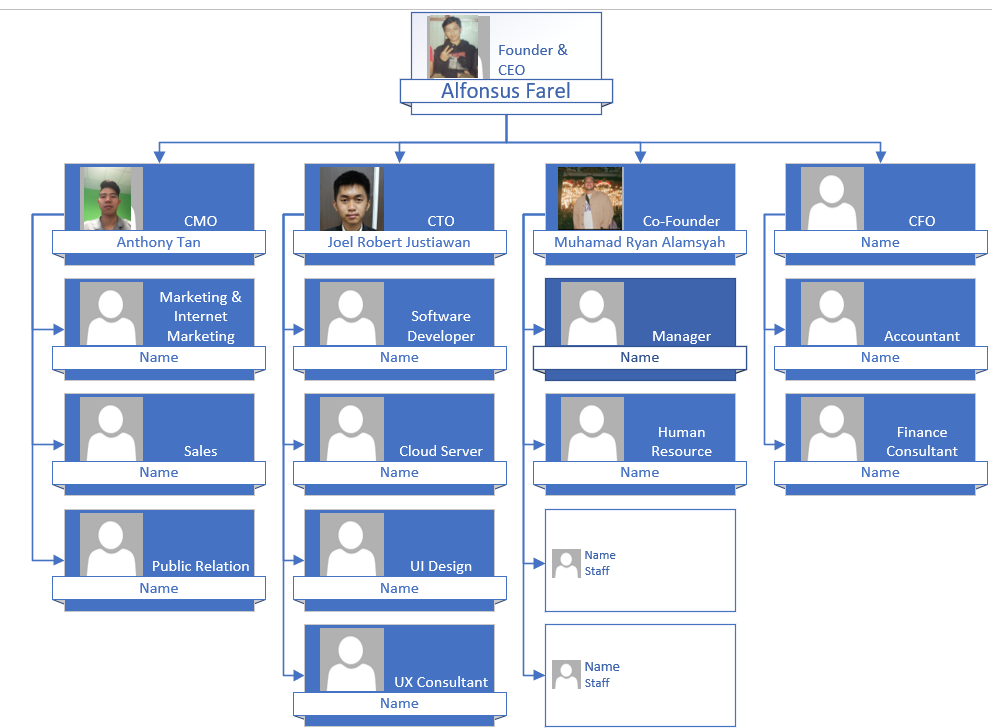 Founder &
CEO
Alfonsus Farel
CMO
Anthony Tan
CTO
Joel Robert Justiawan
Co-Founder
Muhamad Ryan Alamsyah
CFO
Name
Marketing &
Internet
Marketing
Name
Software
Developer
Name
Manager
Name
Accountant
Name
Sales
Name
Cloud Server
Name
Human
Resource
Name
Finance
Consultant
Name
Public Relation
Name
UI Design
Name
Name
Staff
UX Consultant
Name
Name
Staff